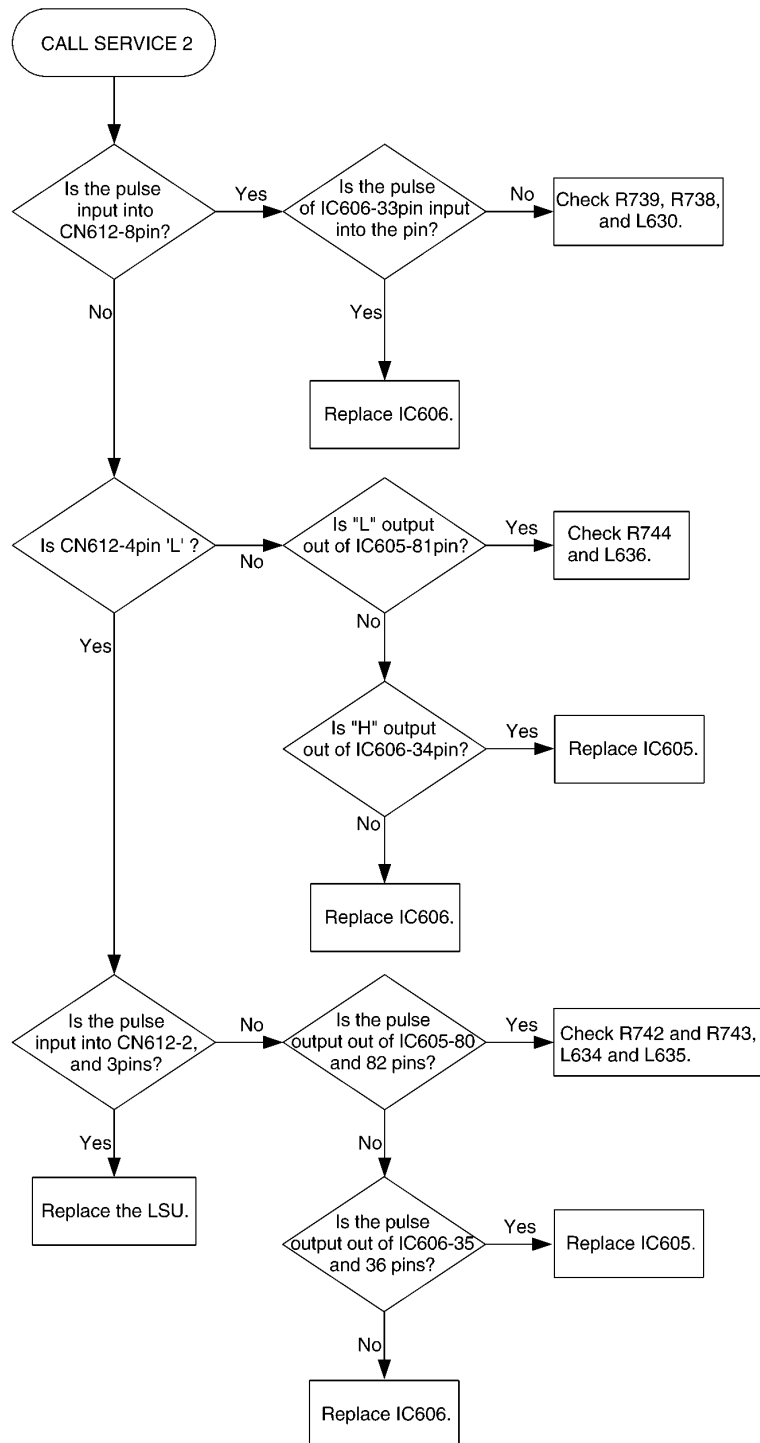 CALL SERVICE 2
Is the pulse
input into
CN612-8pin?
Yes
Is the pulse
of IC606-33pin input
into the pin?
No
Check R739, R738,
and L630.
No
Yes
Replace IC606.
Is CN612-4pin 'L' ?
No
Is "L" output
out of IC605-81pin?
Yes
Check R744
and L636.
Yes
No
Is "H" output
out of IC606-34pin?
Yes
Replace IC605.
No
Replace IC606.
Is the pulse
input into CN612-2,
and 3pins?
No
Is the pulse
output out of IC605-80
and 82 pins?
Yes
Check R742 and R743,
L634 and L635.
Yes
No
Replace the LSU.
Is the pulse
output out of IC606-35
and 36 pins?
Yes
Replace IC605.
No
Replace IC606.